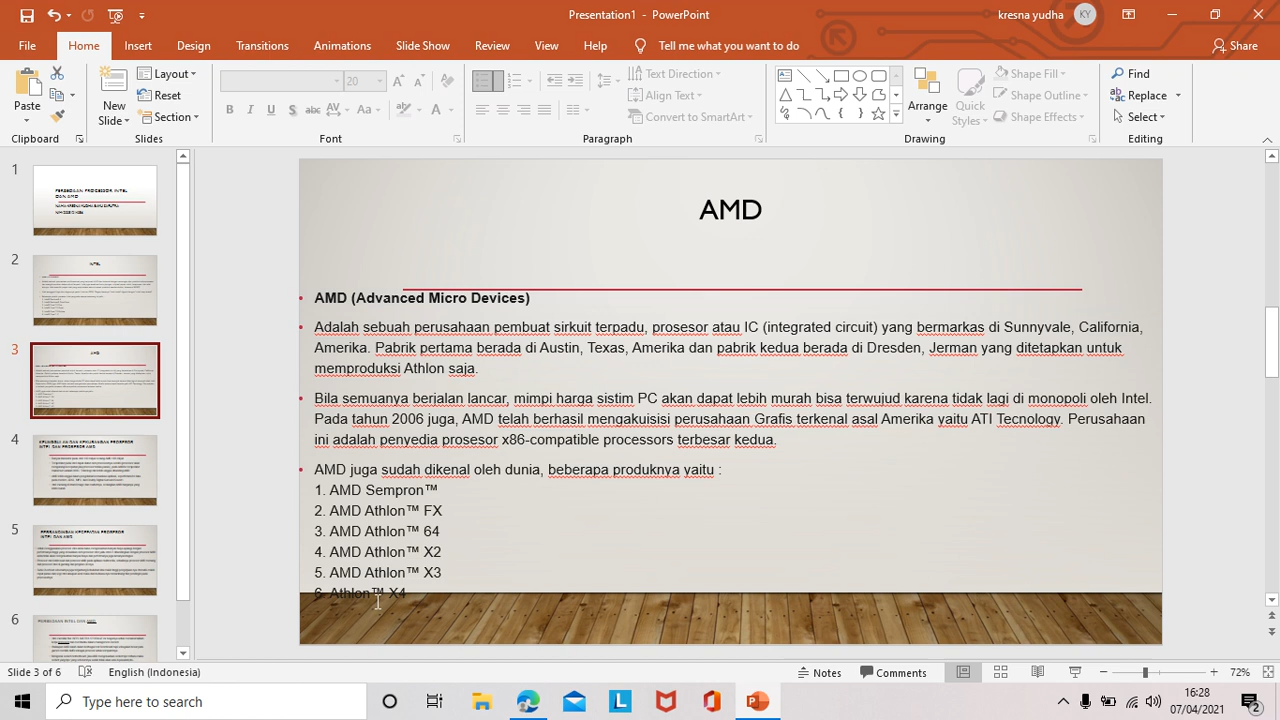 Presentation1 - PowerPoint
kresna yudha
KY
File
Home
Insert
Design
Transitions
Animations
Slide Show
Review
View
Help
Tell me what you want to do
Share
Paste
New
Slide
Layout
Reset
Section
20
Text Direction
Align Text
Convert to SmartArt
Arrange
Quick
Styles
Shape Fill
Shape Outline
Shape Effects
Find
Replace
Select
Clipboard
Slides
Font
Paragraph
Drawing
Editing
1
2
3
4
5
6
AMD
AMD (Advanced Micro Devices)
Adalah sebuah perusahaan pembuat sirkuit terpadu, prosesor atau IC (integrated circuit) yang bermarkas di Sunnyvale, California,
Amerika. Pabrik pertama berada di Austin, Texas, Amerika dan pabrik kedua berada di Dresden, Jerman yang ditetapkan untuk
memproduksi Athlon saja
Bila semuanya berjalan lancar, mimpi harga sistim PC akan dapat lebih murah bisa terwujud kerena tidak lagi di monopoli oleh Intel.
Pada tahun 2006 juga, AMD telah berhasil mengakuisisi perusahaan Grafis terkenal asal Amerika yaitu ATI Tecnology. Perusahaan
ini adalah penyedia prosesor x86-compatible processors terbesar kedua
AMD juga sudah dikenal oleh dunia, beberapa produknya yaitu :
1. AMD Sempron™
2. AMD Athlon™ FX
3. AMD Athlon™ 64
4. AMD Athlon™ X2
5. AMD Athlon™ X3
6. Athlon™ X4
Slide 3 of 6
English (Indonesia)
Notes
Comments
72%
Type here to search
16:28
07/04/2021
2